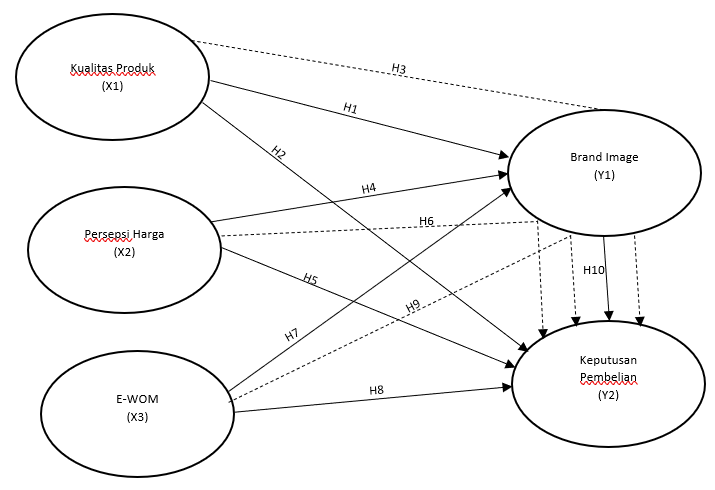 Kualitas Produk
(X1)
H3
H1
H2
Brand Image
(Y1)
H4
H6
Persepsi Harga
(X2)
H5
H10
H9
H7
E-WOM
(X3)
H8
Keputusan
Pembelian
(Y2)